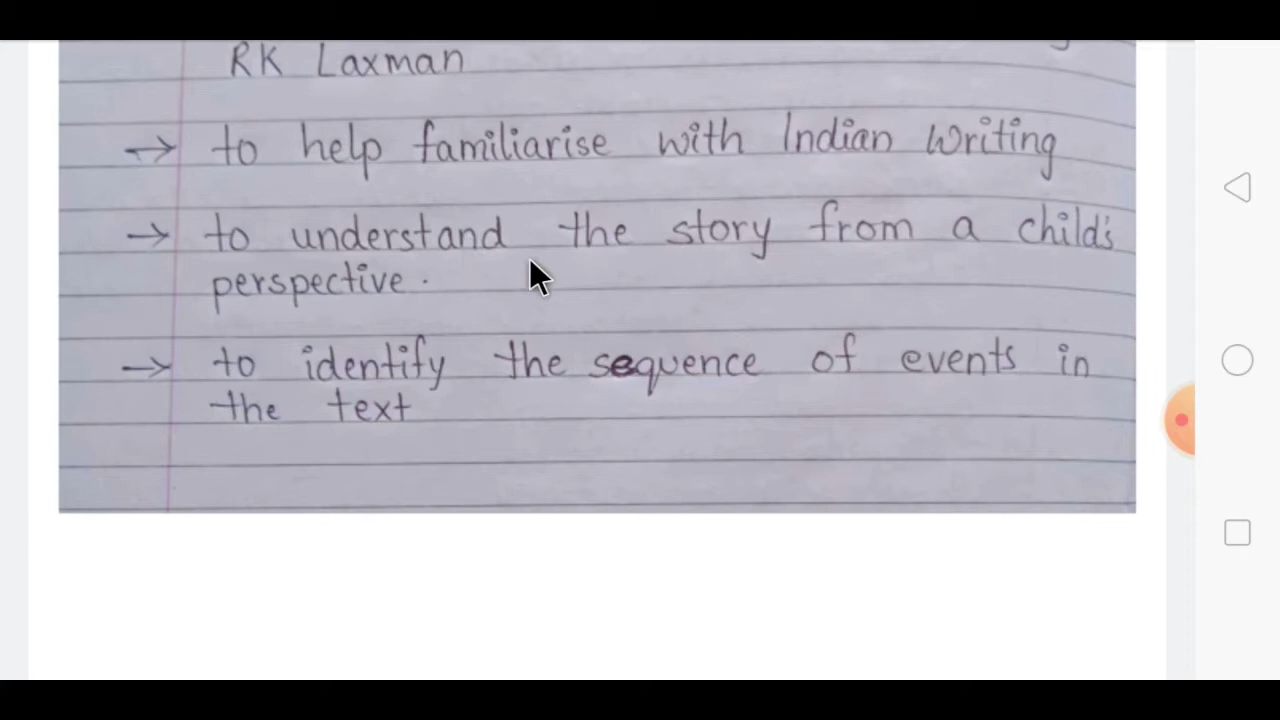 RK Laxman
→ to help familiarise with Indian Writing
→ to understand the story from a child's
perspective.
→ to identify the sequence of events in
the text